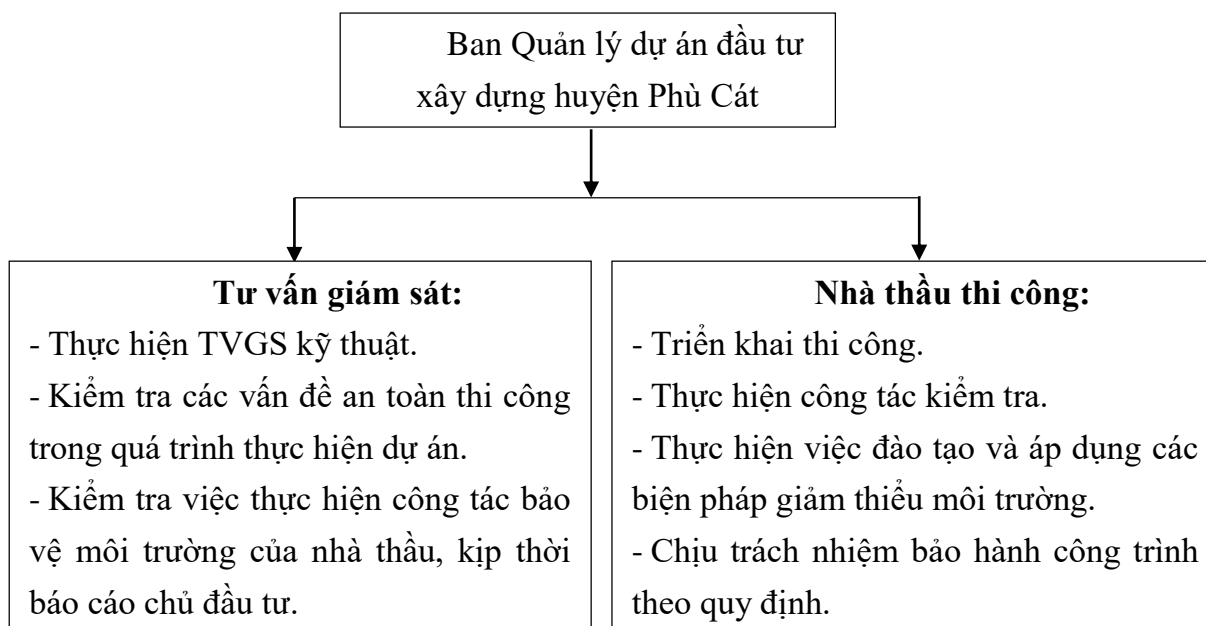 Ban Quản lý dự án đầu tư
xây dựng huyện Phù Cát
Tư vấn giám sát:
- Thực hiện TVGS kỹ thuật.
- Kiểm tra các vấn đề an toàn thi công
trong quá trình thực hiện dự án.
- Kiểm tra việc thực hiện công tác bảo
vệ môi trường của nhà thầu, kịp thời
báo cáo chủ đầu tư.
Nhà thầu thi công:
- Triển khai thi công.
- Thực hiện công tác kiểm tra.
- Thực hiện việc đào tạo và áp dụng các
biện pháp giảm thiểu môi trường.
- Chịu trách nhiệm bảo hành công trình
theo quy định.